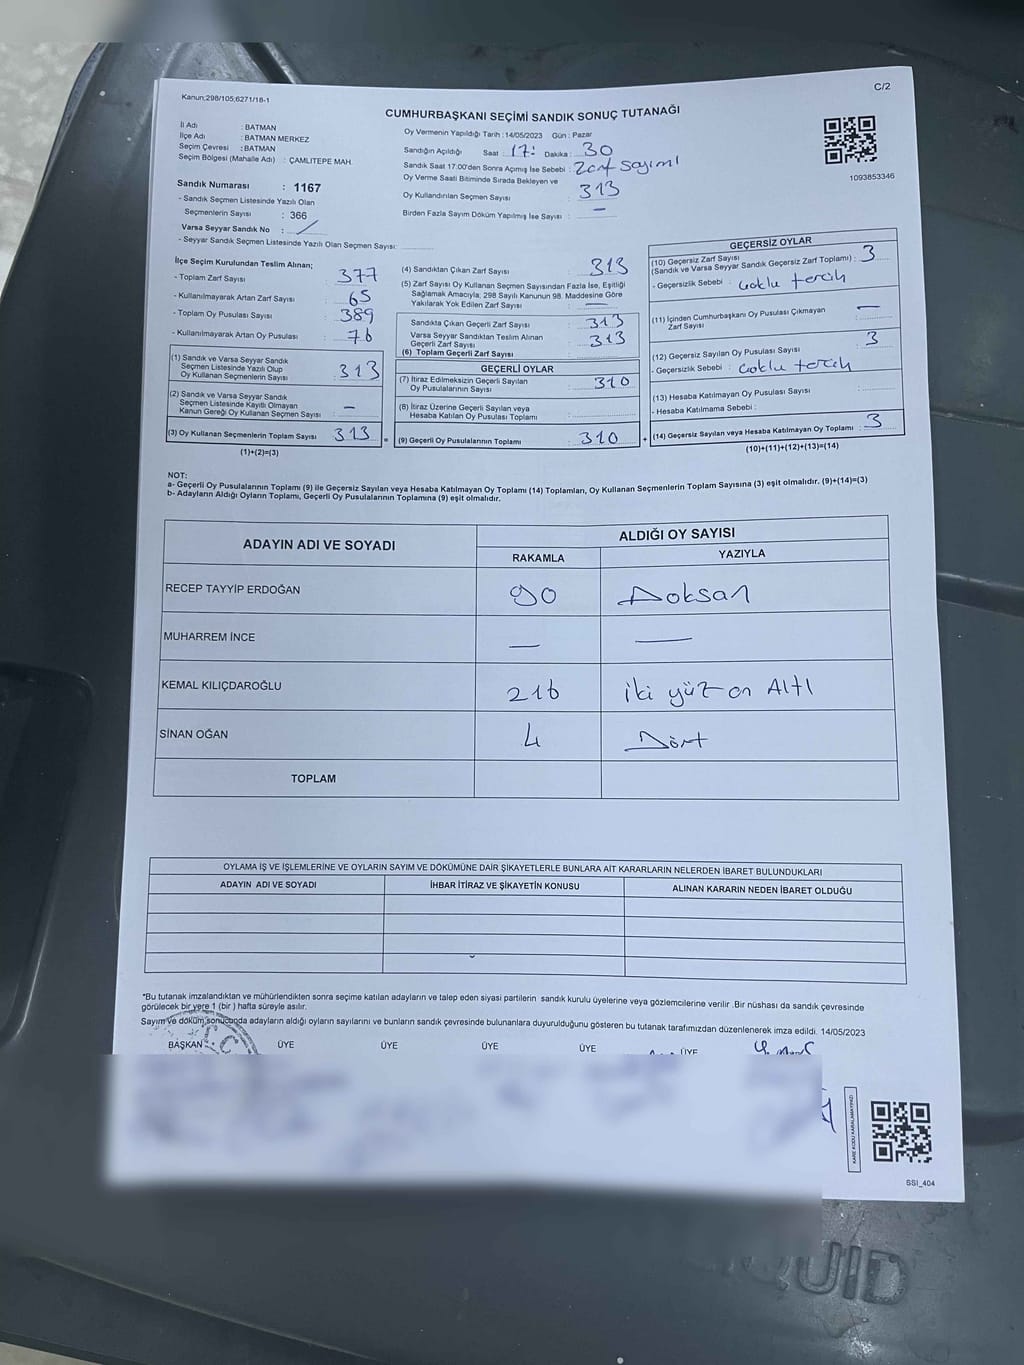 Kanun:298/105;6271/18-1
C/2
CUMHURBAŞKANI SEÇİMİ SANDIK SONUÇ TUTANAĞI
İl Adı : BATMAN
İlçe Adı : BATMAN MERKEZ
Seçim Çevresi : BATMAN
Seçim Bölgesi (Mahalle Adı) : ÇAMLITEPE MAH.
Sandık Numarası : 1167
- Sandık Seçmen Listesinde Yazılı Olan
Seçmenlerin Sayısı : 366
Varsa Seyyar Sandık No :
- Seyyar Sandık Seçmen Listesinde Yazılı Olan Seçmen Sayısı:
Oy Vermenin Yapıldığı Tarih : 14/05/2023 Gün : Pazar
Sandığın Açıldığı Saat : 17: Dakika : 30
Sandık Saat 17:00'den Sonra Açılmış İse Sebebi : Zarf sayımı
Oy Verme Saati Bitiminde Sırada Bekleyen ve
Oy Kullandırılan Seçmen Sayısı : 313
Birden Fazla Sayım Döküm Yapılmış İse Sayısı : —
1093853346
İlçe Seçim Kurulundan Teslim Alınan;
- Toplam Zarf Sayısı : 377
- Kullanılmayarak Artan Zarf Sayısı : 65
- Toplam Oy Pusulası Sayısı : 389
- Kullanılmayarak Artan Oy Pusulası : 76
(1) Sandık ve Varsa Seyyar Sandık
Seçmen Listesinde Yazılı Olup
Oy Kullanan Seçmenlerin Sayısı : 313
(2) Sandık ve Varsa Seyyar Sandık
Seçmen Listesinde Kayıtlı Olmayan
Kanun Gereği Oy Kullanan Seçmen Sayısı : —
(3) Oy Kullanan Seçmenlerin Toplam Sayısı : 313
(1)+(2)=(3)
=
(4) Sandıktan Çıkan Zarf Sayısı : 313
(5) Zarf Sayısı Oy Kullanan Seçmen Sayısından Fazla İse, Eşitliği
Sağlamak Amacıyla; 298 Sayılı Kanunun 98. Maddesine Göre
Yakılarak Yok Edilen Zarf Sayısı : —
Sandıkta Çıkan Geçerli Zarf Sayısı : 313
Varsa Seyyar Sandıktan Teslim Alınan
Geçerli Zarf Sayısı : 313
(6) Toplam Geçerli Zarf Sayısı :
GEÇERLİ OYLAR
(7) İtiraz Edilmeksizin Geçerli Sayılan
Oy Pusulalarının Sayısı : 310
(8) İtiraz Üzerine Geçerli Sayılan veya
Hesaba Katılan Oy Pusulası Toplamı :
(9) Geçerli Oy Pusulalarının Toplamı : 310
+
GEÇERSİZ OYLAR
(10) Geçersiz Zarf Sayısı
(Sandık ve Varsa Seyyar Sandık Geçersiz Zarf Toplamı) : 3
- Geçersizlik Sebebi : çoklu tercih
(11) İçinden Cumhurbaşkanı Oy Pusulası Çıkmayan
Zarf Sayısı : —
(12) Geçersiz Sayılan Oy Pusulası Sayısı : 3
- Geçersizlik Sebebi : çoklu tercih
(13) Hesaba Katılmayan Oy Pusulası Sayısı :
- Hesaba Katılmama Sebebi :
(14) Geçersiz Sayılan veya Hesaba Katılmayan Oy Toplamı : 3
(10)+(11)+(12)+(13)=(14)
NOT:
a- Geçerli Oy Pusulalarının Toplamı (9) ile Geçersiz Sayılan veya Hesaba Katılmayan Oy Toplamı (14) Toplamları, Oy Kullanan Seçmenlerin Toplam Sayısına (3) eşit olmalıdır. (9)+(14)=(3)
b- Adayların Aldığı Oyların Toplamı, Geçerli Oy Pusulalarının Toplamına (9) eşit olmalıdır.
ADAYIN ADI VE SOYADI
ALDIĞI OY SAYISI
RAKAMLA YAZIYLA
RECEP TAYYİP ERDOĞAN 90 Doksan
MUHARREM İNCE — —
KEMAL KILIÇDAROĞLU 216 iki yüz on Altı
SİNAN OĞAN 4 Dört
TOPLAM
OYLAMA İŞ VE İŞLEMLERİNE VE OYLARIN SAYIM VE DÖKÜMÜNE DAİR ŞİKAYETLERLE BUNLARA AİT KARARLARIN NELERDEN İBARET BULUNDUKLARI
ADAYIN ADI VE SOYADI İHBAR İTİRAZ VE ŞİKAYETİN KONUSU ALINAN KARARIN NEDEN İBARET OLDUĞU
*Bu tutanak imzalandıktan ve mühürlendikten sonra seçime katılan adayların ve talep eden siyasi partilerin sandık kurulu üyelerine veya gözlemcilerine verilir .Bir nüshası da sandık çevresinde
görülecek bir yere 1 (bir ) hafta süreyle asılır.
Sayım ve döküm sonucunda adayların aldığı oyların sayılarını ve bunların sandık çevresinde bulunanlara duyurulduğunu gösteren bu tutanak tarafımızdan düzenlenerek imza edildi. 14/05/2023
BAŞKAN ÜYE ÜYE ÜYE ÜYE ÜYE
KARE KODU KARALAMAYINIZ!
SSI_404
QUID